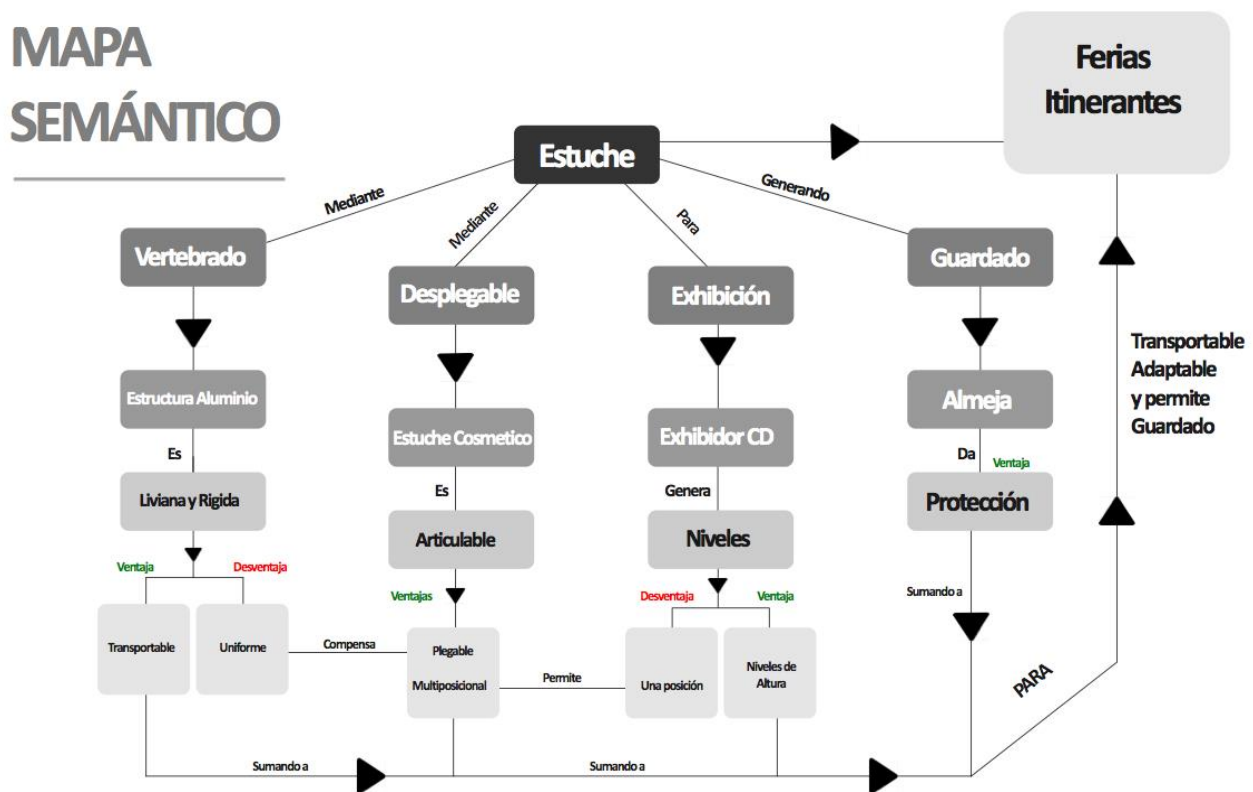 MAPA
SEMÁNTICO
Ferias
Itinerantes
Estuche
Mediante
Mediante
Para
Generando
Vertebrado
Desplegable
Exhibición
Guardado
Estructura Aluminio
Estuche Cosmetico
Exhibidor CD
Almeja
Transportable
Adaptable
y permite
Guardado
Es
Es
Genera
Da
Ventaja
Liviana y Rigida
Articulable
Niveles
Protección
Ventaja
Desventaja
Ventajas
Desventaja
Ventaja
Sumando a
Transportable
Uniforme
Compensa
Plegable
Multiposicional
Permite
Una posición
Niveles de
Altura
PARA
Sumando a
Sumando a